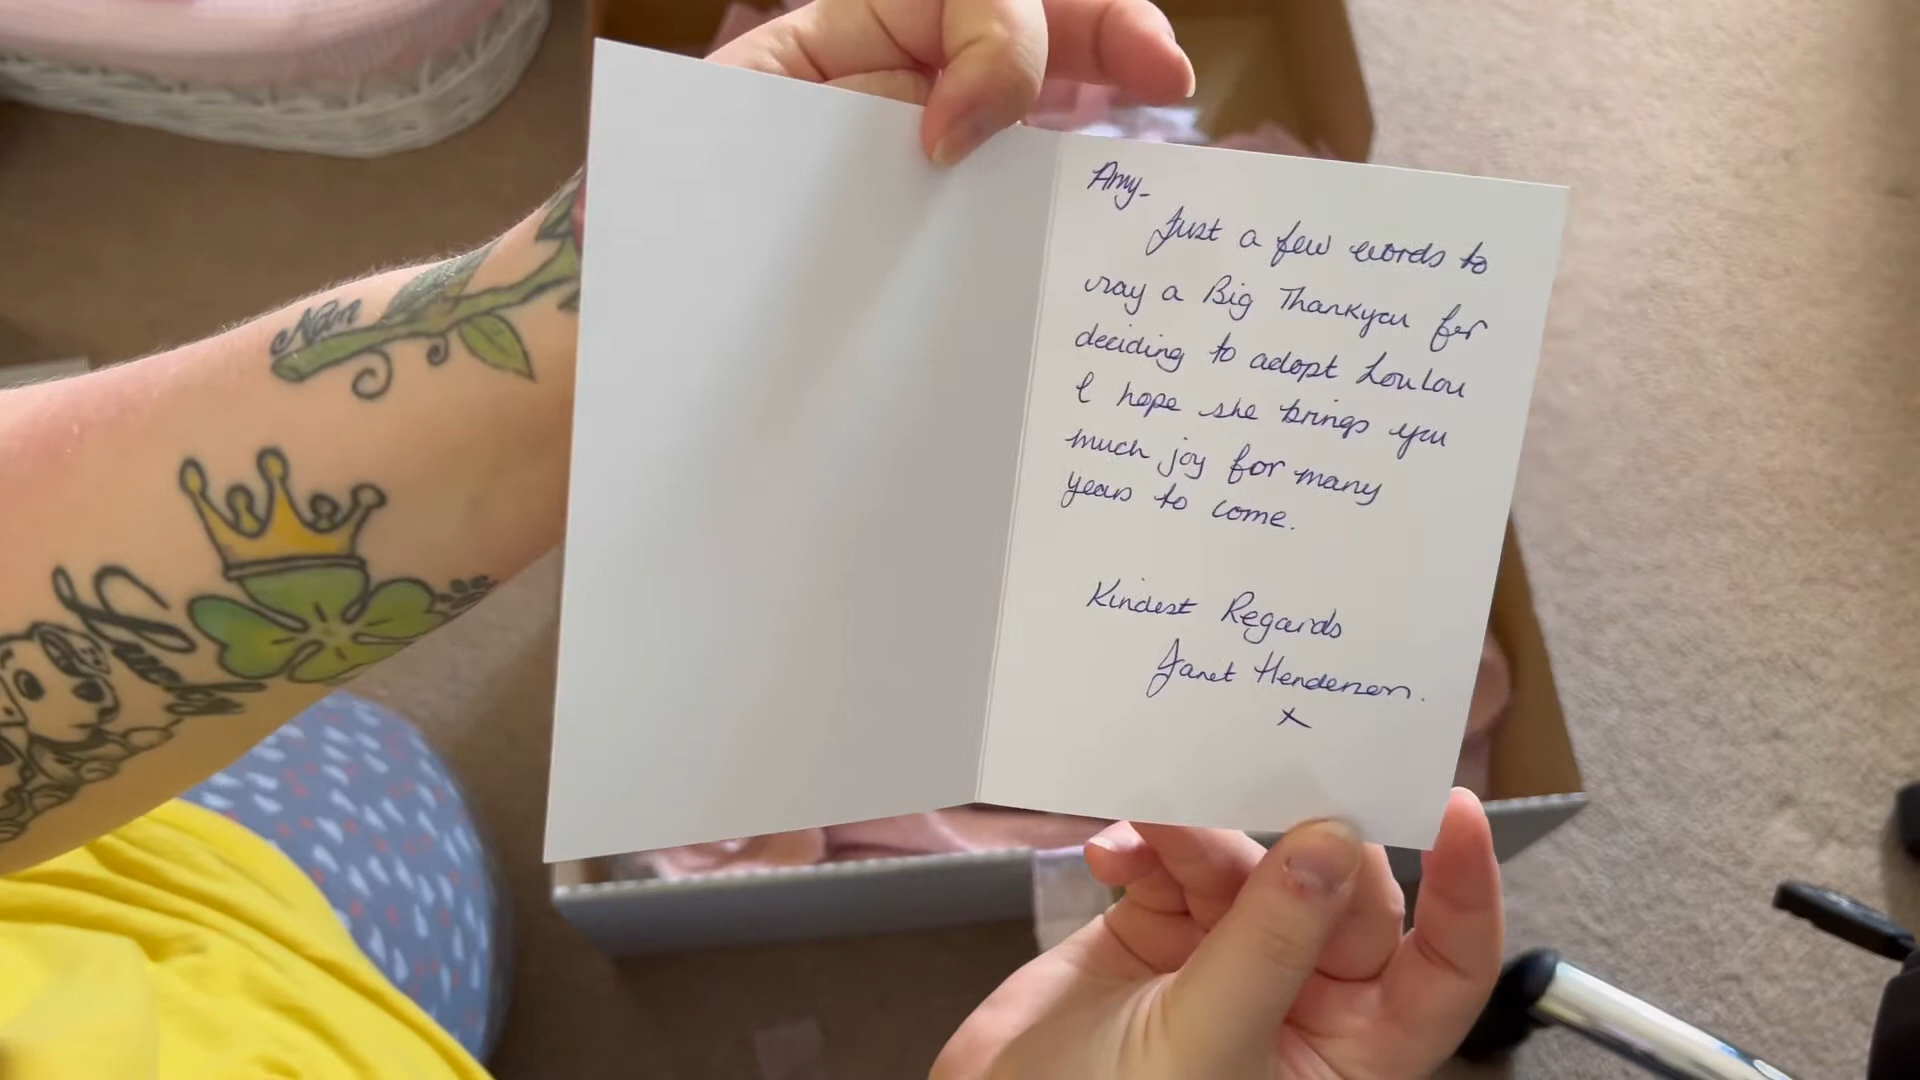 Amy-
Just a few words to
say a Big Thankyou for
deciding to adopt LouLou
I hope she brings you
much joy for many
years to come.
Kindest Regards
Janet Henderson.
x
Nan